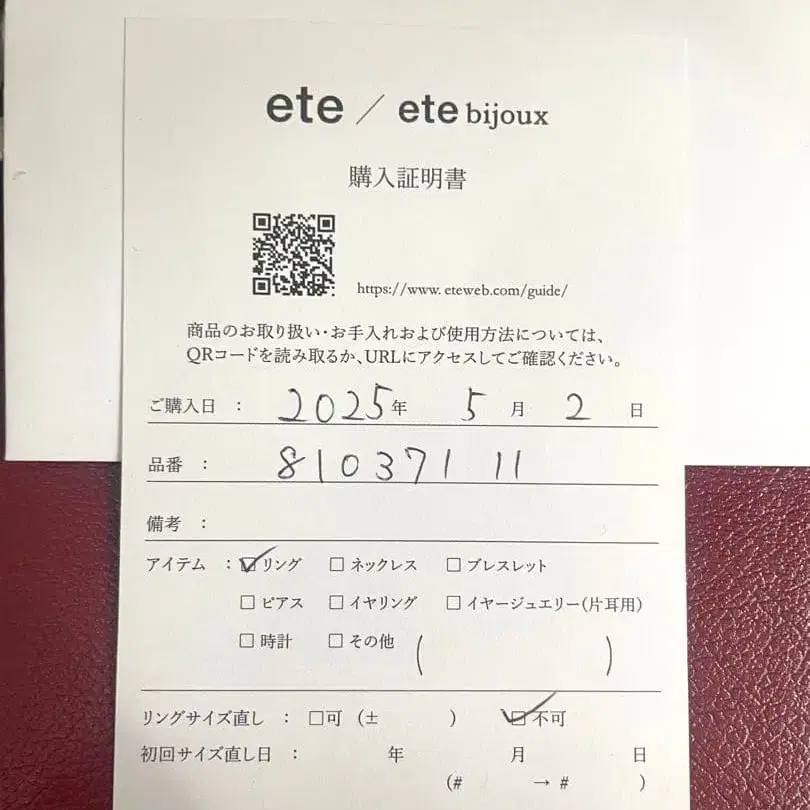 ete / ete bijoux
購入証明書
https://www.eteweb.com/guide/
商品のお取り扱い・お手入れおよび使用方法については、
QRコードを読み取るか、URLにアクセスしてご確認ください。
ご購入日 : 2025年 5月 2日
品番 : 810371 11
備考 :
アイテム : ☑リング □ネックレス □ブレスレット
□ピアス □イヤリング □イヤージュエリー(片耳用)
□時計 □その他 ( )
リングサイズ直し : □可 (± ) ☑不可
初回サイズ直し日 : 年 月 日
(# → # )